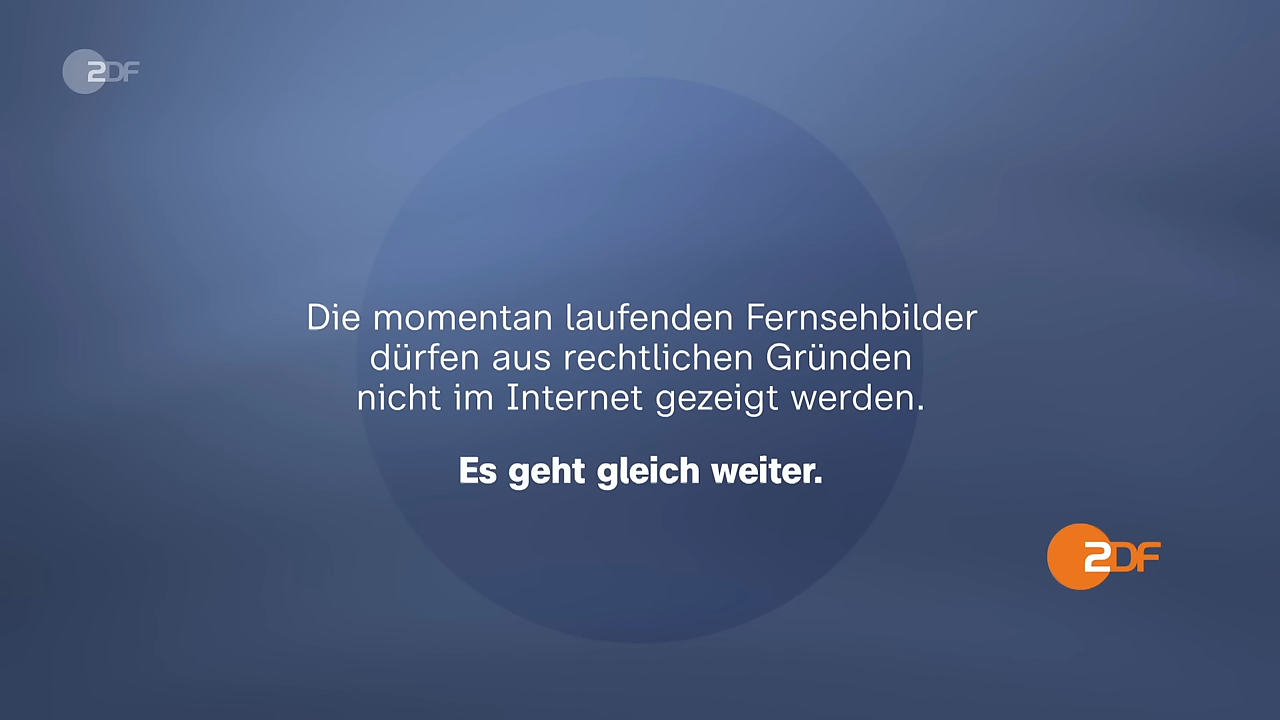 ZDF
Die momentan laufenden Fernsehbilder
dürfen aus rechtlichen Gründen
nicht im Internet gezeigt werden.
Es geht gleich weiter.
ZDF